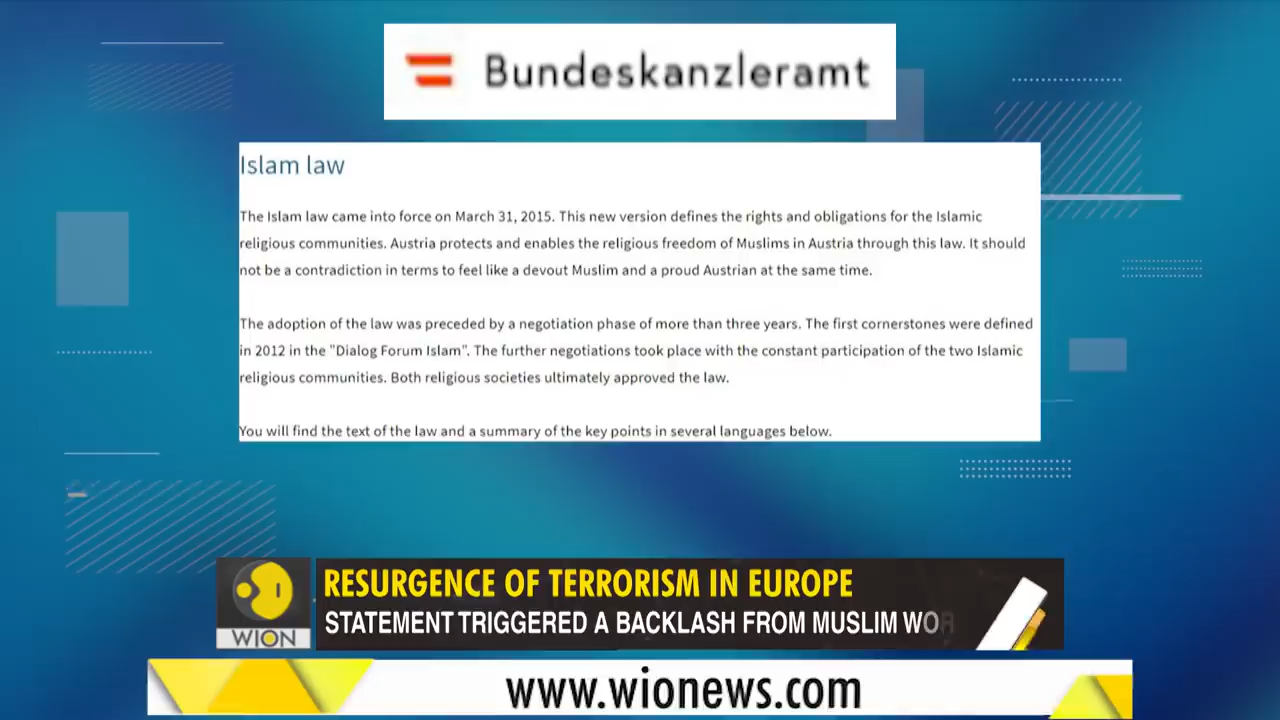 Bundeskanzleramt
Islam law
The Islam law came into force on March 31, 2015. This new version defines the rights and obligations for the Islamic
religious communities. Austria protects and enables the religious freedom of Muslims in Austria through this law. It should
not be a contradiction in terms to feel like a devout Muslim and a proud Austrian at the same time.
The adoption of the law was preceded by a negotiation phase of more than three years. The first cornerstones were defined
in 2012 in the "Dialog Forum Islam". The further negotiations took place with the constant participation of the two Islamic
religious communities. Both religious societies ultimately approved the law.
You will find the text of the law and a summary of the key points in several languages below.
RESURGENCE OF TERRORISM IN EUROPE
STATEMENT TRIGGERED A BACKLASH FROM MUSLIM WOR
WION
www.wionews.com